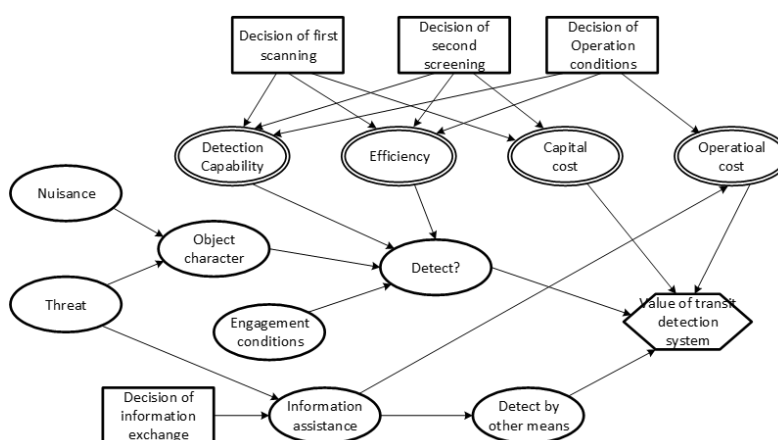 Decision of first
scanning
Decision of
second
screening
Decision of
Operation
conditions
Detection
Capability
Efficiency
Capital
cost
Operatioal
cost
Nuisance
Object
character
Detect?
Threat
Engagement
conditions
Value of transit
detection
system
Decision of
information
exchange
Information
assistance
Detect by
other means